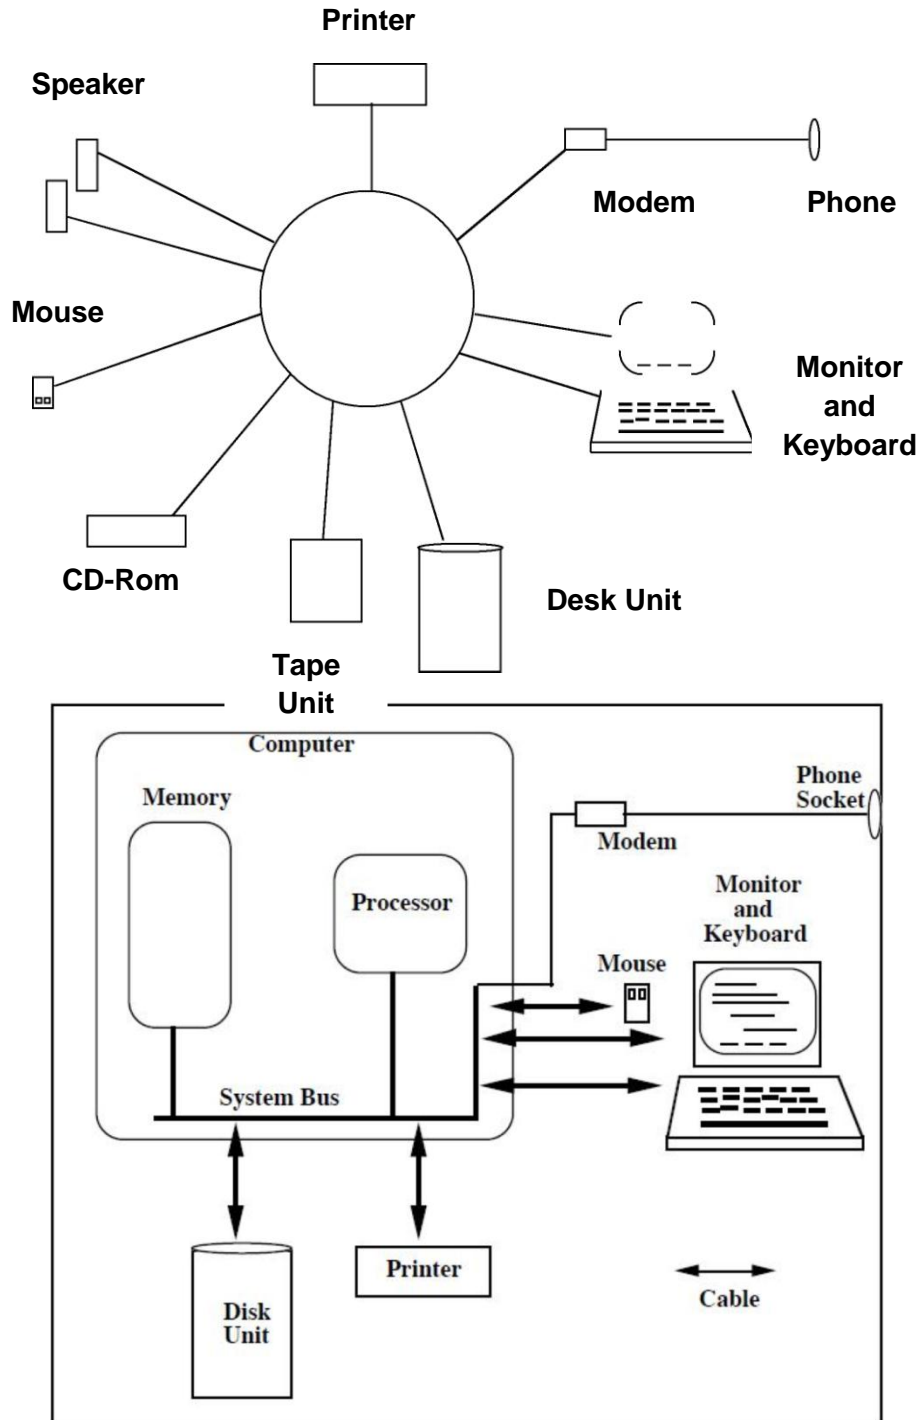 Printer
Speaker
Modem
Phone
Mouse
Monitor
and
Keyboard
CD-Rom
Desk Unit
Tape
Unit
Computer
Memory
Phone
Socket
Modem
Processor
Monitor
and
Keyboard
Mouse
System Bus
Printer
Cable
Disk
Unit